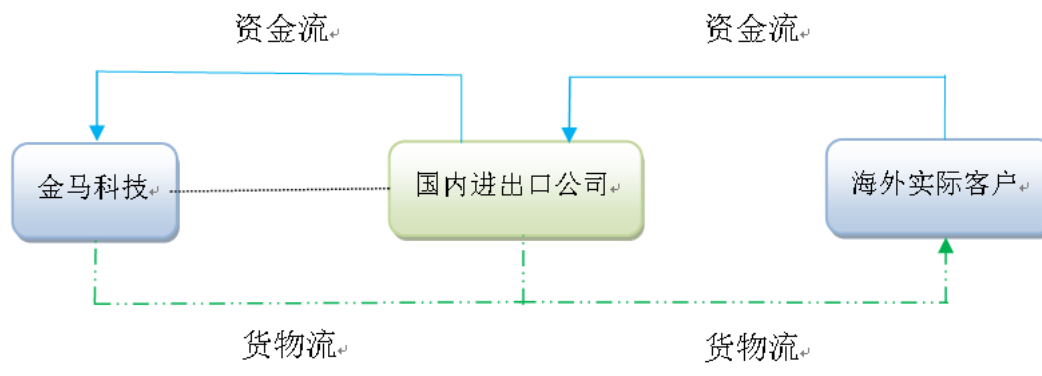 资金流
资金流
金马科技
国内进出口公司
海外实际客户
货物流
货物流